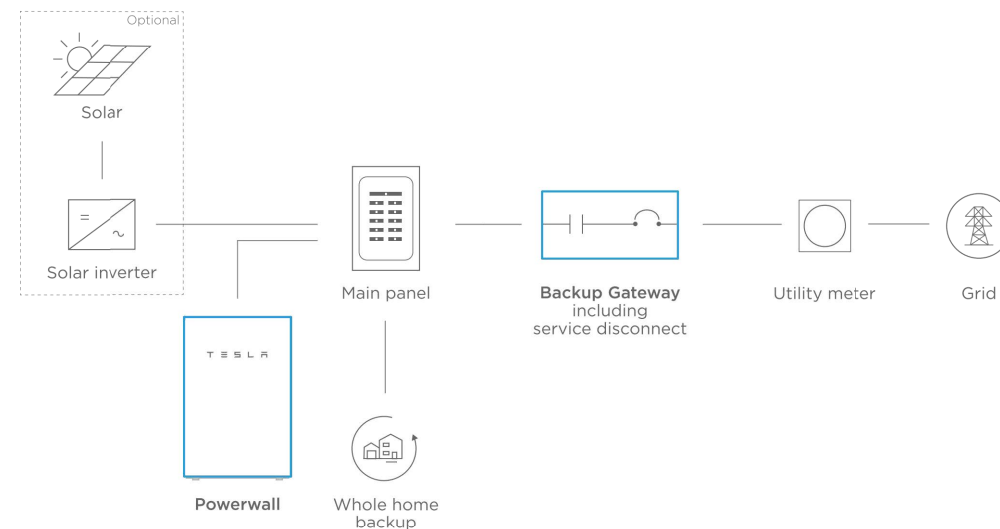 Optional
Solar
Solar inverter
TESLA
Powerwall
Main panel
Whole home
backup
Backup Gateway
including
service disconnect
Utility meter
Grid